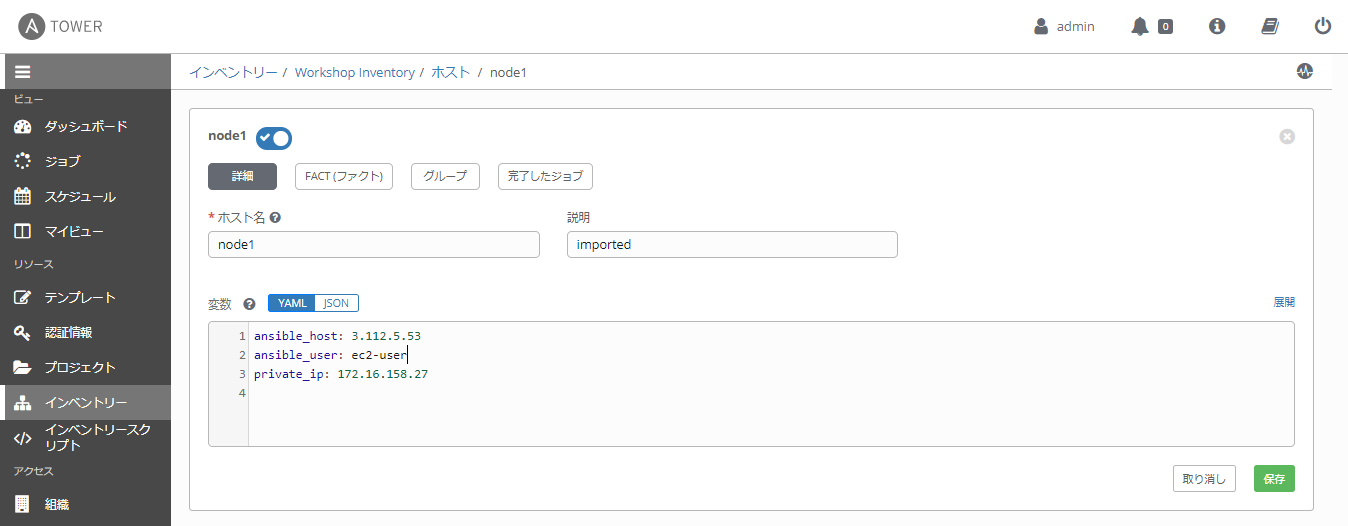 TOWER
admin
0
インベントリー / Workshop Inventory / ホスト / node1
ビュー
ダッシュボード
ジョブ
スケジュール
マイビュー
リソース
テンプレート
認証情報
プロジェクト
インベントリー
インベントリースク
リプト
アクセス
組織
node1
詳細 FACT (ファクト) グループ 完了したジョブ
* ホスト名 説明
node1 imported
変数 YAML JSON 展開
1 ansible_host: 3.112.5.53
2 ansible_user: ec2-user
3 private_ip: 172.16.158.27
4
取り消し 保存